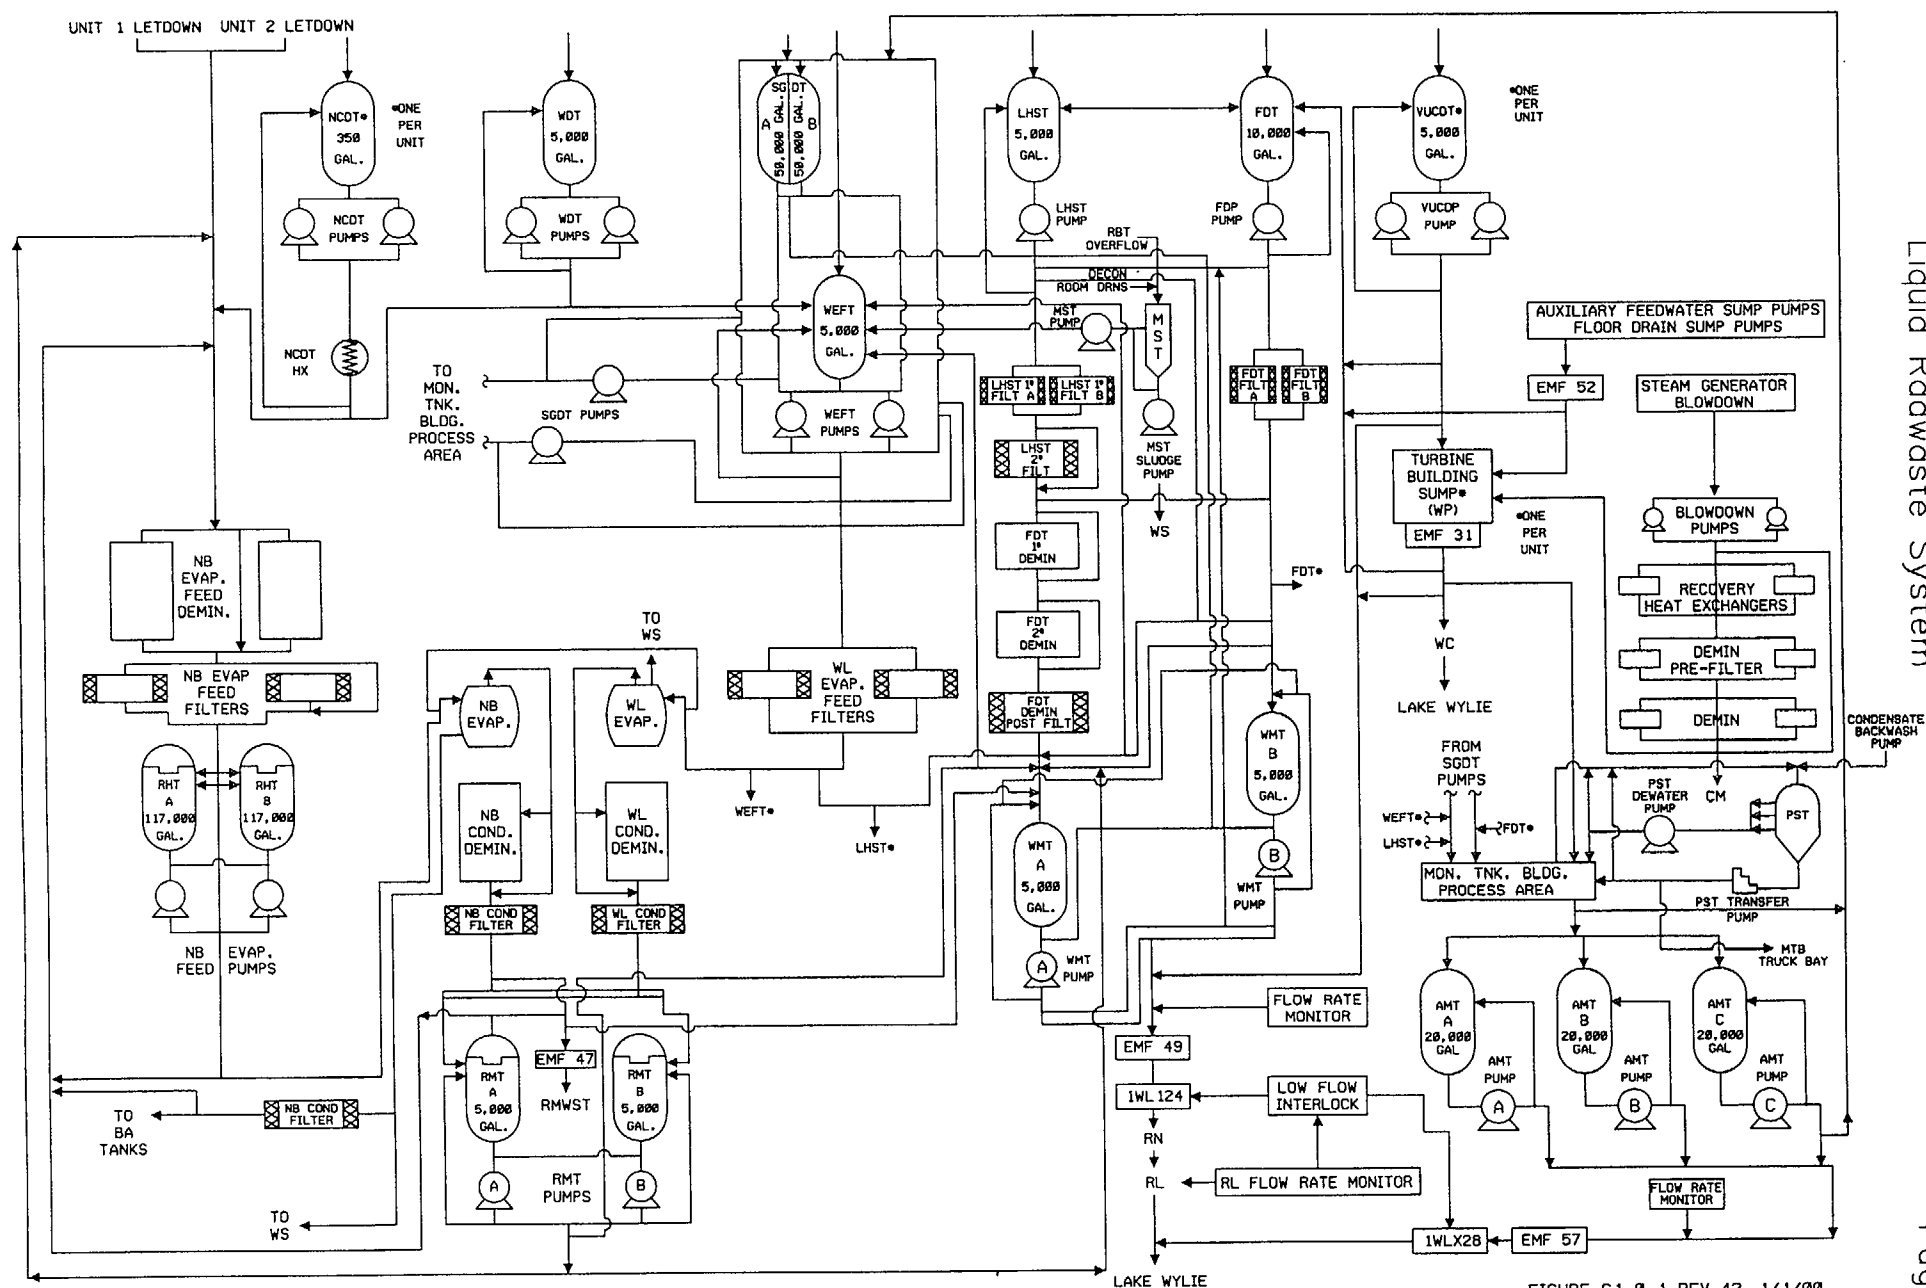 UNIT 1 LETDOWN UNIT 2 LETDOWN
NCDT*
350
GAL.
*ONE
PER
UNIT
WDT
5,000
GAL.
SGDT
A
50,000 GAL.
50,000 GAL.
B
LHST
5,000
GAL.
FDT
10,000
GAL.
VUCDT*
5,000
GAL.
*ONE
PER
UNIT
NCDT
PUMPS
WDT
PUMPS
LHST
PUMP
FDP
PUMP
VUCDP
PUMP
RBT
OVERFLOW
DECON
ROOM DRNS
MST
PUMP
MST
WEFT
5,000
GAL.
NCDT
HX
TO
MON.
TNK.
BLDG.
PROCESS
AREA
SGDT PUMPS
WEFT
PUMPS
LHST 1°
FILT A
LHST 1°
FILT B
LHST
2°
FILT
MST
SLUDGE
PUMP
WS
FDT
FILT
A
FDT
FILT
B
AUXILIARY FEEDWATER SUMP PUMPS
FLOOR DRAIN SUMP PUMPS
EMF 52
STEAM GENERATOR
BLOWDOWN
TURBINE
BUILDING
SUMP*
(WP)
EMF 31
*ONE
PER
UNIT
BLOWDOWN
PUMPS
RECOVERY
HEAT EXCHANGERS
DEMIN
PRE-FILTER
DEMIN
CM
CONDENSATE
BACKWASH
PUMP
FDT
1°
DEMIN
FDT
2°
DEMIN
FDT
DEMIN
POST FILT
FDT*
WC
LAKE WYLIE
NB
EVAP.
FEED
DEMIN.
NB EVAP
FEED
FILTERS
RHT
A
117,000
GAL.
RHT
B
117,000
GAL.
NB EVAP.
FEED PUMPS
TO
WS
NB
EVAP.
WL
EVAP.
WL
EVAP.
FEED
FILTERS
NB
COND.
DEMIN.
WL
COND.
DEMIN.
WEFT*
LHST*
NB COND
FILTER
WL COND
FILTER
WMT
B
5,000
GAL.
B
WMT
PUMP
WMT
A
5,000
GAL.
A
WMT
PUMP
FROM
SGDT
PUMPS
WEFT*
LHST*
FDT*
PST
DEWATER
PUMP
PST
MON. TNK. BLDG.
PROCESS AREA
PST TRANSFER
PUMP
MTB
TRUCK BAY
FLOW RATE
MONITOR
EMF 49
1WL124
LOW FLOW
INTERLOCK
RN
RL
RL FLOW RATE MONITOR
LAKE WYLIE
RMT
A
5,000
GAL.
EMF 47
RMWST
RMT
B
5,000
GAL.
A
RMT
PUMPS
B
NB COND
FILTER
TO
BA
TANKS
TO
WS
AMT
A
20,000
GAL
AMT
B
20,000
GAL
AMT
C
20,000
GAL
AMT
PUMP
A
AMT
PUMP
B
AMT
PUMP
C
FLOW RATE
MONITOR
1WLX28
EMF 57
Liquid Radwaste System
FIGURE